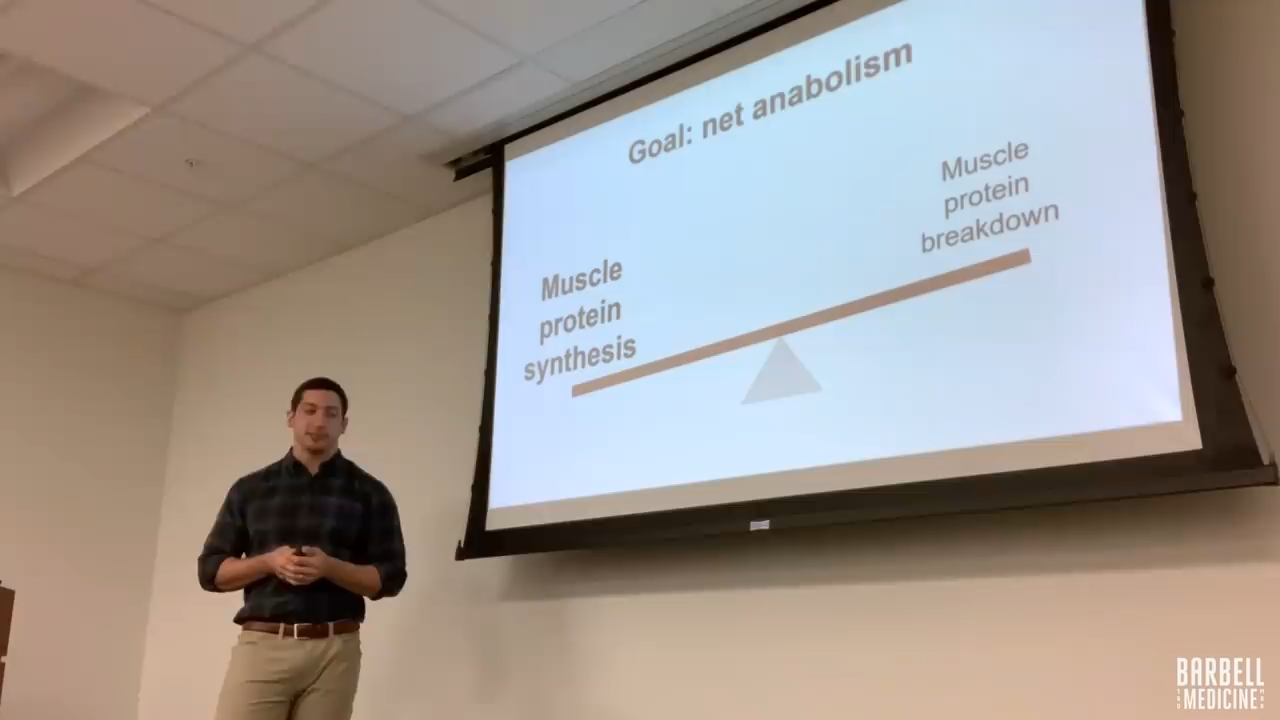 Goal: net anabolism
Muscle
protein
breakdown
Muscle
protein
synthesis
BARBELL
MEDICINE